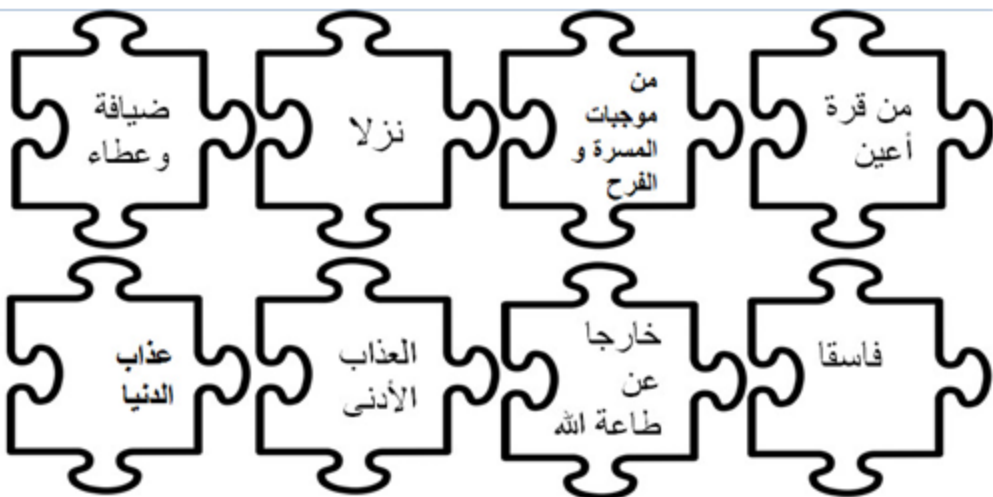 من قرة
أعين
من
موجبات
المسرة و
الفرح
نزلا
ضيافة
وعطاء
فاسقا
خارجا
عن
طاعة الله
العذاب
الأدنى
عذاب
الدنيا